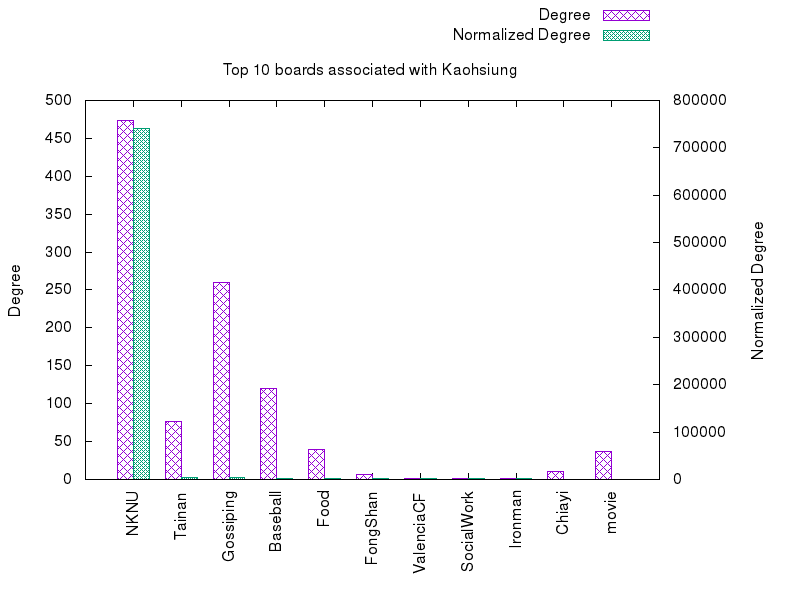 Degree
Normalized Degree
Top 10 boards associated with Kaohsiung
500
450
400
350
300
250
200
150
100
50
0
Degree
800000
700000
600000
500000
400000
300000
200000
100000
0
Normalized Degree
NKNU
Tainan
Gossiping
Baseball
Food
FongShan
ValenciaCF
SocialWork
Ironman
Chiayi
movie